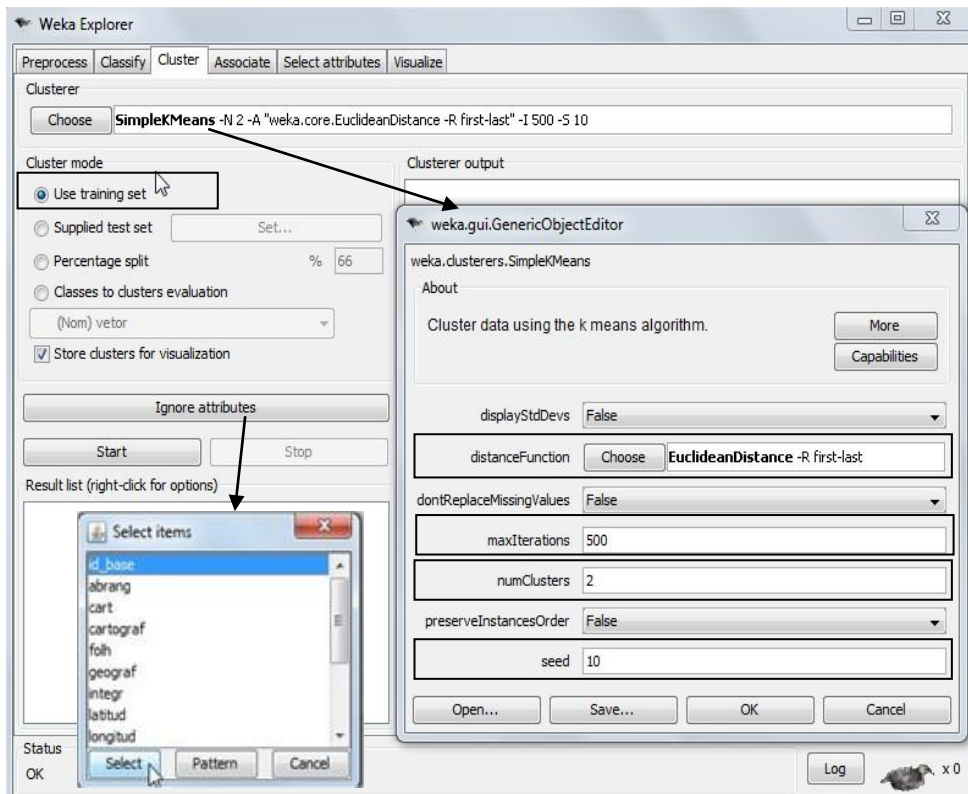 Weka Explorer
Preprocess Classify Cluster Associate Select attributes Visualize
Clusterer
Choose SimpleKMeans -N 2 -A "weka.core.EuclideanDistance -R first-last" -I 500 -S 10
Cluster mode
Use training set
Supplied test set Set...
Percentage split % 66
Classes to clusters evaluation
(Nom) vetor
Store clusters for visualization
Ignore attributes
Start Stop
Result list (right-click for options)
Select items
id_base
abrang
cart
cartograf
folh
geograf
integr
latitud
longitud
Select Pattern Cancel
Clusterer output
weka.gui.GenericObjectEditor
weka.clusterers.SimpleKMeans
About
Cluster data using the k means algorithm.
More
Capabilities
displayStdDevs False
distanceFunction Choose EuclideanDistance -R first-last
dontReplaceMissingValues False
maxIterations 500
numClusters 2
preserveInstancesOrder False
seed 10
Open... Save... OK Cancel
Status
OK
Log x 0